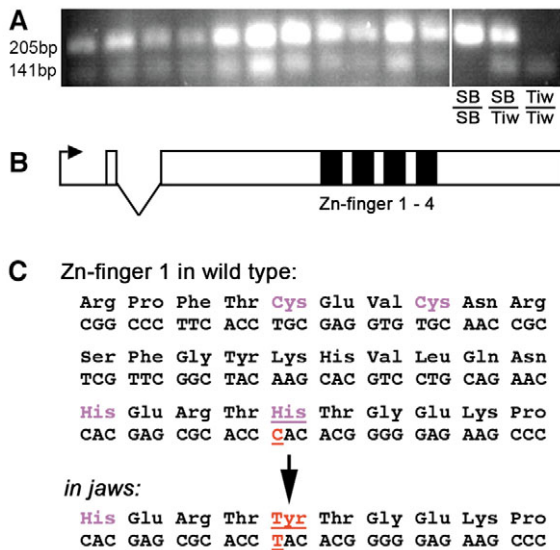 A
205bp
141bp
SB SB Tiw
SB Tiw Tiw
B
Zn-finger 1 - 4
C Zn-finger 1 in wild type:
Arg Pro Phe Thr Cys Glu Val Cys Asn Arg
CGG CCC TTC ACC TGC GAG GTG TGC AAC CGC
Ser Phe Gly Tyr Lys His Val Leu Gln Asn
TCG TTC GGC TAC AAG CAC GTC CTG CAG AAC
His Glu Arg Thr His Thr Gly Glu Lys Pro
CAC GAG CGC ACC CAC ACG GGG GAG AAG CCC
in jaws:
His Glu Arg Thr Tyr Thr Gly Glu Lys Pro
CAC GAG CGC ACC TAC ACG GGG GAG AAG CCC